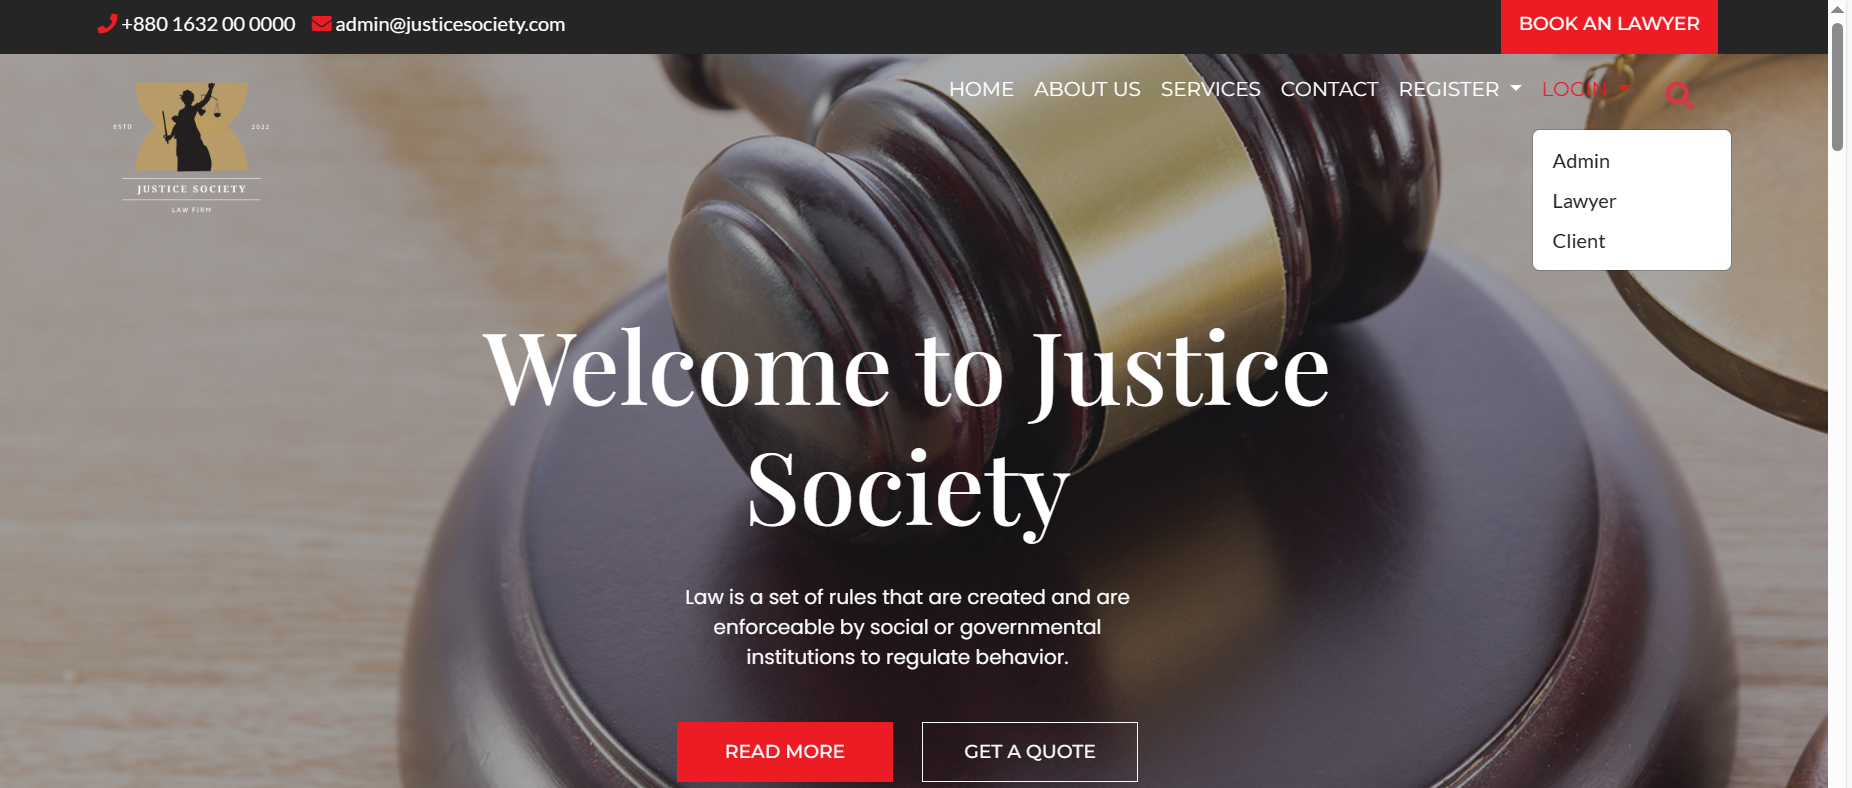 +880 1632 00 0000 admin@justicesociety.com BOOK AN LAWYER
HOME ABOUT US SERVICES CONTACT REGISTER LOGIN
ESTD 2022
JUSTICE SOCIETY
LAW FIRM
Admin
Lawyer
Client
Welcome to Justice
Society
Law is a set of rules that are created and are
enforceable by social or governmental
institutions to regulate behavior.
READ MORE GET A QUOTE